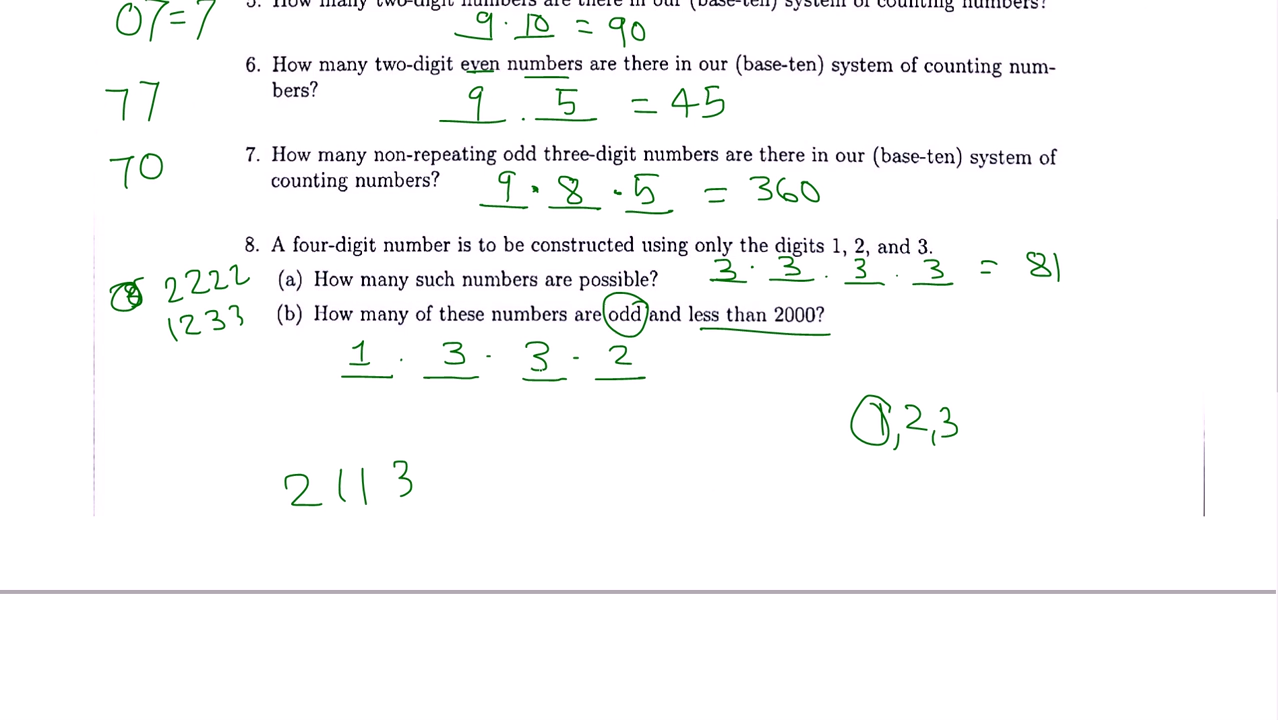 07=7
5. How many two-digit numbers are there in our (base-ten) system of counting numbers?
9 · 10 = 90
6. How many two-digit even numbers are there in our (base-ten) system of counting num-
bers?
9 . 5 = 45
77
70
7. How many non-repeating odd three-digit numbers are there in our (base-ten) system of
counting numbers? 9 · 8 · 5 = 360
8. A four-digit number is to be constructed using only the digits 1, 2, and 3.
2222 (a) How many such numbers are possible? 3 · 3 . 3 . 3 = 81
1233 (b) How many of these numbers are odd and less than 2000?
1 . 3 · 3 · 2
1,2,3
2113